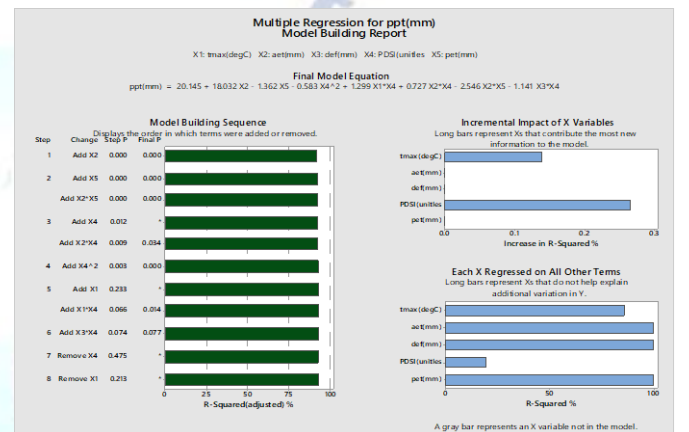 Multiple Regression for ppt(mm)
Model Building Report
X1: tmax(degC) X2: aet(mm) X3: def(mm) X4: PDSI(unitles X5: pet(mm)
Final Model Equation
ppt(mm) = 20.145 + 18.032 X2 - 1.362 X5 - 0.583 X4^2 + 1.299 X1*X4 + 0.727 X2*X4 - 2.546 X2*X5 - 1.141 X3*X4
Model Building Sequence
Displays the order in which terms were added or removed.
Step Change Step P Final P
1 Add X2 0.000 0.000
2 Add X5 0.000 0.000
Add X2*X5 0.000 0.000
3 Add X4 0.012 *
Add X2*X4 0.009 0.034
4 Add X4^2 0.003 0.000
5 Add X1 0.233 *
Add X1*X4 0.066 0.014
6 Add X3*X4 0.074 0.077
7 Remove X4 0.475 *
8 Remove X1 0.213 *
0 25 50 75 100
R-Squared(adjusted) %
Incremental Impact of X Variables
Long bars represent Xs that contribute the most new
information to the model.
tmax(degC)
aet(mm)
def(mm)
PDSI(unitles
pet(mm)
0.0 0.1 0.2 0.3
Increase in R-Squared %
Each X Regressed on All Other Terms
Long bars represent Xs that do not help explain
additional variation in Y.
tmax(degC)
aet(mm)
def(mm)
PDSI(unitles
pet(mm)
0 50 100
R-Squared %
A gray bar represents an X variable not in the model.